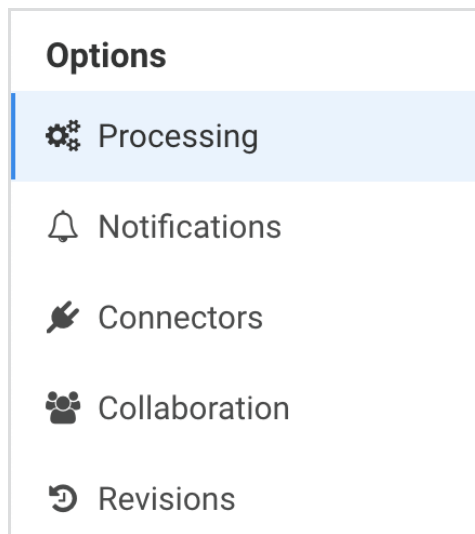 Options
Processing
Notifications
Connectors
Collaboration
Revisions